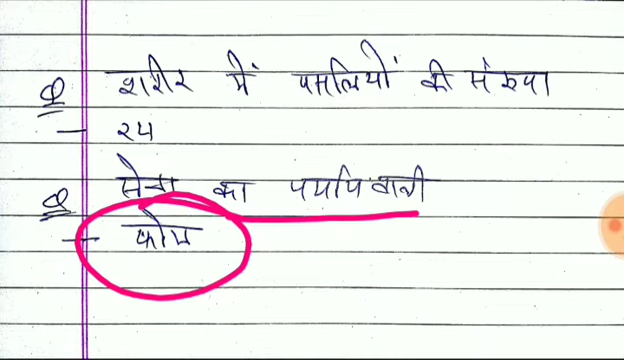 Q शरीर में पसलियों की संख्या
- २४
Q सेना का पर्यायवाची
- फोज